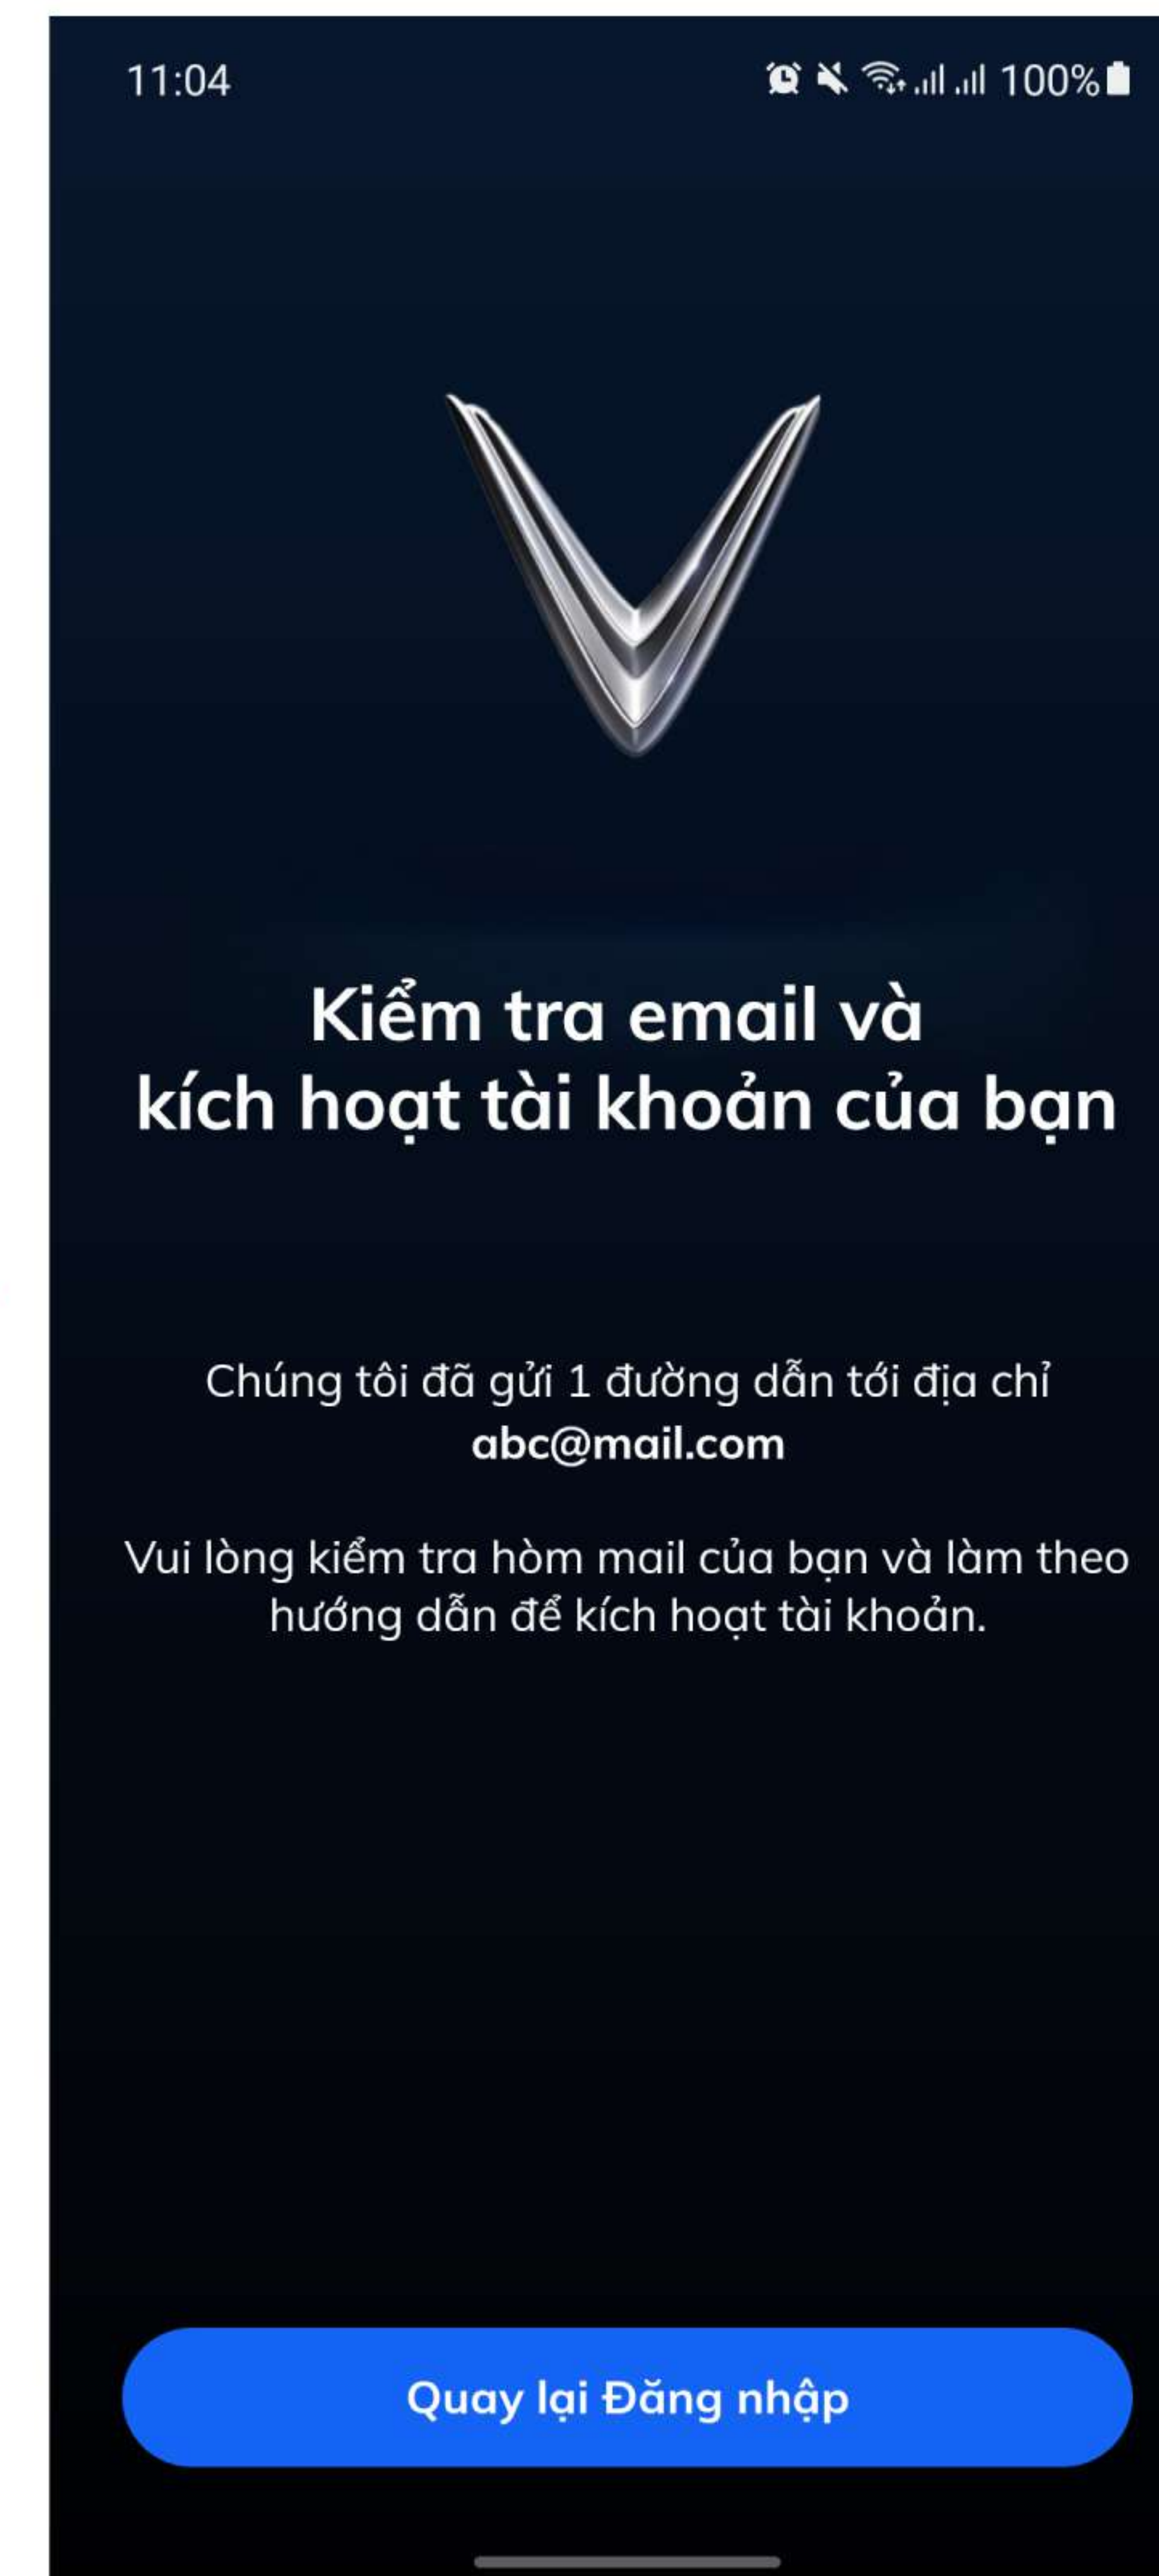 11:04
100%
Kiểm tra email và
kích hoạt tài khoản của bạn
Chúng tôi đã gửi 1 đường dẫn tới địa chỉ
abc@mail.com
Vui lòng kiểm tra hòm mail của bạn và làm theo
hướng dẫn để kích hoạt tài khoản.
Quay lại Đăng nhập